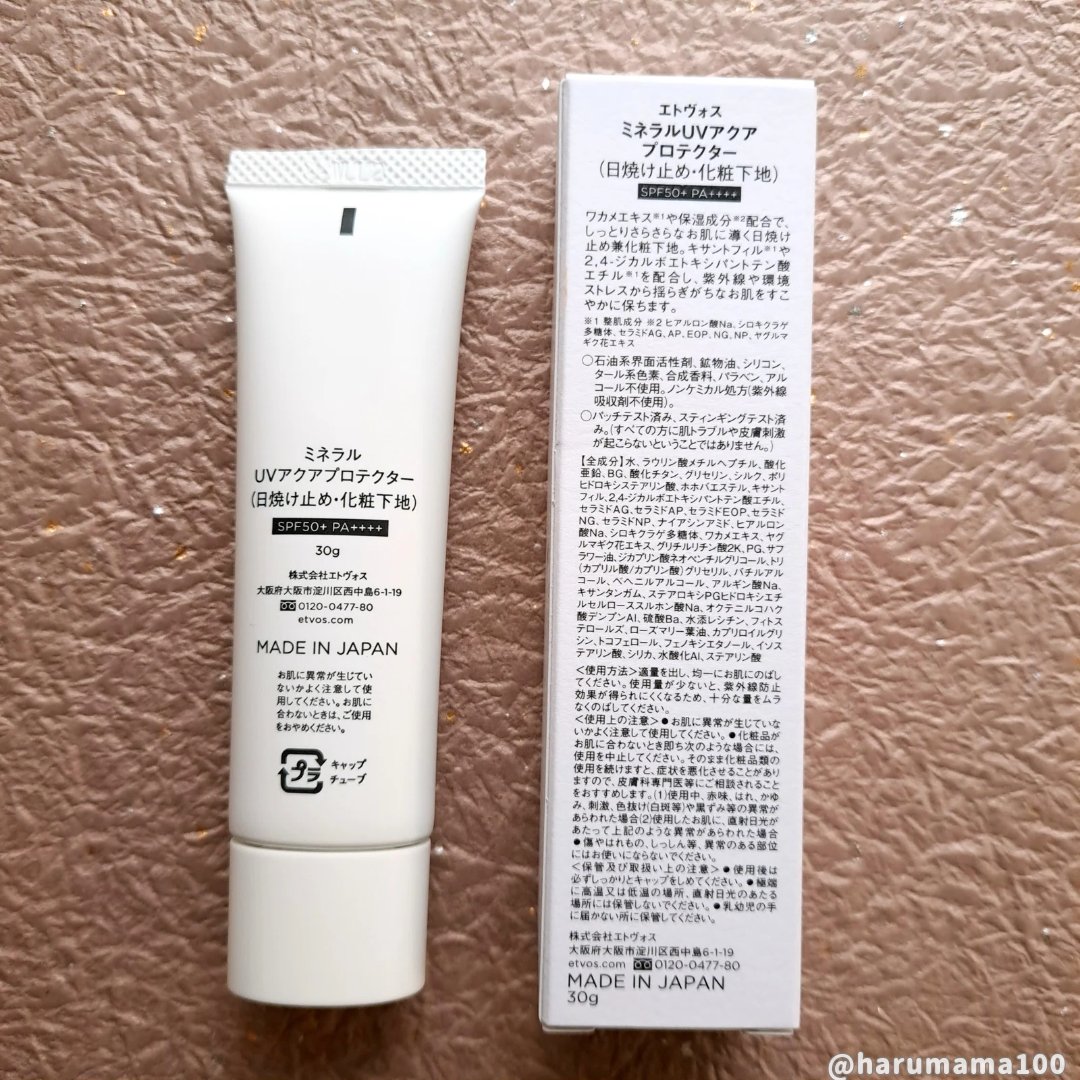 ミネラル
UVアクアプロテクター
(日焼け止め・化粧下地)
SPF50+ PA++++
30g
株式会社エトヴォス
大阪府大阪市淀川区西中島6-1-19
0120-0477-80
etvos.com
MADE IN JAPAN
お肌に異常が生じてい
ないかよく注意して使
用してください。お肌に
合わないときは、ご使用
をおやめください。
プラ
キャップ
チューブ
エトヴォス
ミネラルUVアクア
プロテクター
(日焼け止め・化粧下地)
SPF50+ PA++++
ワカメエキス※1や保湿成分※2配合で、
しっとりさらさらなお肌に導く日焼け
止め兼化粧下地。キサントフィル※1や
2,4-ジカルボエトキシパントテン酸
エチル※1を配合し、紫外線や環境
ストレスから揺らぎがちなお肌をすこ
やかに保ちます。
※1 整肌成分 ※2 ヒアルロン酸Na、シロキクラゲ
多糖体、セラミドAG、AP、EOP、NG、NP、ヤグルマ
ギク花エキス
○石油系界面活性剤、鉱物油、シリコン、
タール系色素、合成香料、パラベン、アル
コール不使用。ノンケミカル処方(紫外線
吸収剤不使用)。
○パッチテスト済み、スティンギングテスト済
み。(すべての方に肌トラブルや皮膚刺激
が起こらないということではありません。)
【全成分】水、ラウリン酸メチルヘプチル、酸化
亜鉛、BG、酸化チタン、グリセリン、シルク、ポリ
ヒドロキシステアリン酸、ホホバエステル、キサント
フィル、2,4-ジカルボエトキシパンテン酸エチル、
セラミドAG、セラミドAP、セラミドEOP、セラミド
NG、セラミドNP、ナイアシンアミド、ヒアルロン
酸Na、シロキクラゲ多糖体、ワカメエキス、ヤグ
ルマギク花エキス、グリチルリチン酸2K、PG、サフ
ラワー油、ジカプリン酸ネオペンチルグリコール、トリ
(カプリル酸/カプリン酸)グリセリル、バチルアル
コール、ベヘニルアルコール、アルギン酸Na、
キサンタンガム、ステアロキシPGヒドロキシエチ
ルセルローススルホン酸Na、オクテニルコハク
酸デンプンAl、硫酸Ba、水添レシチン、フィトス
テロールズ、ローズマリー葉油、カプリロイルグリ
シン、トコフェロール、フェノキシエタノール、イソス
テアリン酸、シリカ、水酸化Al、ステアリン酸
<使用方法>適量を出し、均一にお肌にのばし
てください。使用量が少ないと、紫外線防止
効果が得られにくくなるため、十分な量をムラ
なくのばしてください。
<使用上の注意>●お肌に異常が生じていな
いかよく注意して使用してください。●化粧品が
お肌に合わないとき即ち次のような場合には、
使用を中止してください。そのまま化粧品類の
使用を続けますと、症状を悪化させることがあり
ますので、皮膚科専門医等にご相談されること
をおすすめします。(1)使用中、赤味、はれ、かゆ
み、刺激、色抜け(白斑等)や黒ずみ等の異常が
あらわれた場合(2)使用したお肌に、直射日光が
あたって上記のような異常があらわれた場合
●傷やはれもの、しっしん等、異常のある部位
にはお使いにならないでください。
<保管及び取扱い上の注意>●使用後は
必ずしっかりとキャップをしめてください。●極端
に高温又は低温の場所、直射日光のあたる
場所には保管しないでください。●乳幼児の手
に届かない所に保管してください。
株式会社エトヴォス
大阪府大阪市淀川区西中島6-1-19
etvos.com 0120-0477-80
MADE IN JAPAN
30g
@harumama100